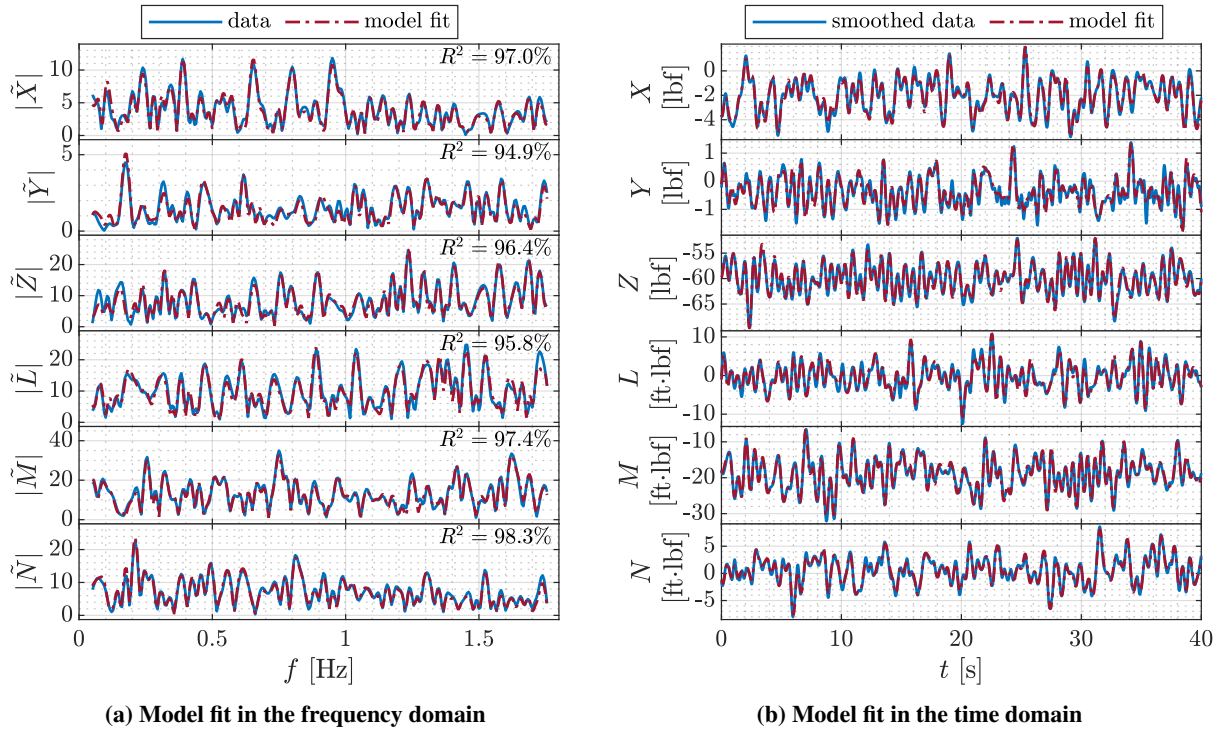 data model fit
R² = 97.0%
|X̃|
10
5
0
R² = 94.9%
|Ỹ|
5
0
R² = 96.4%
|Z̃|
20
10
0
R² = 95.8%
|L̃|
20
10
0
R² = 97.4%
|M̃|
40
20
0
R² = 98.3%
|Ñ|
20
10
0
0 0.5 1 1.5
f [Hz]
(a) Model fit in the frequency domain
smoothed data model fit
X
[lbf]
0
-2
-4
Y
[lbf]
1
0
-1
Z
[lbf]
-55
-60
-65
L
[ft·lbf]
10
0
-10
M
[ft·lbf]
-10
-20
-30
N
[ft·lbf]
5
0
-5
0 10 20 30 40
t [s]
(b) Model fit in the time domain